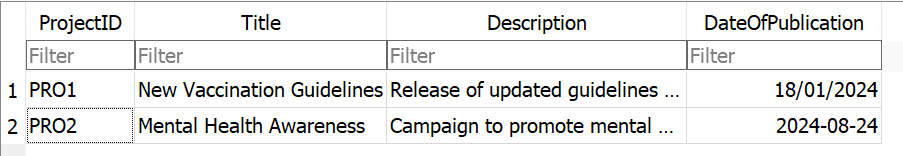 ProjectID Title Description DateOfPublication
Filter Filter Filter Filter
1 PRO1 New Vaccination Guidelines Release of updated guidelines ... 18/01/2024
2 PRO2 Mental Health Awareness Campaign to promote mental ... 2024-08-24